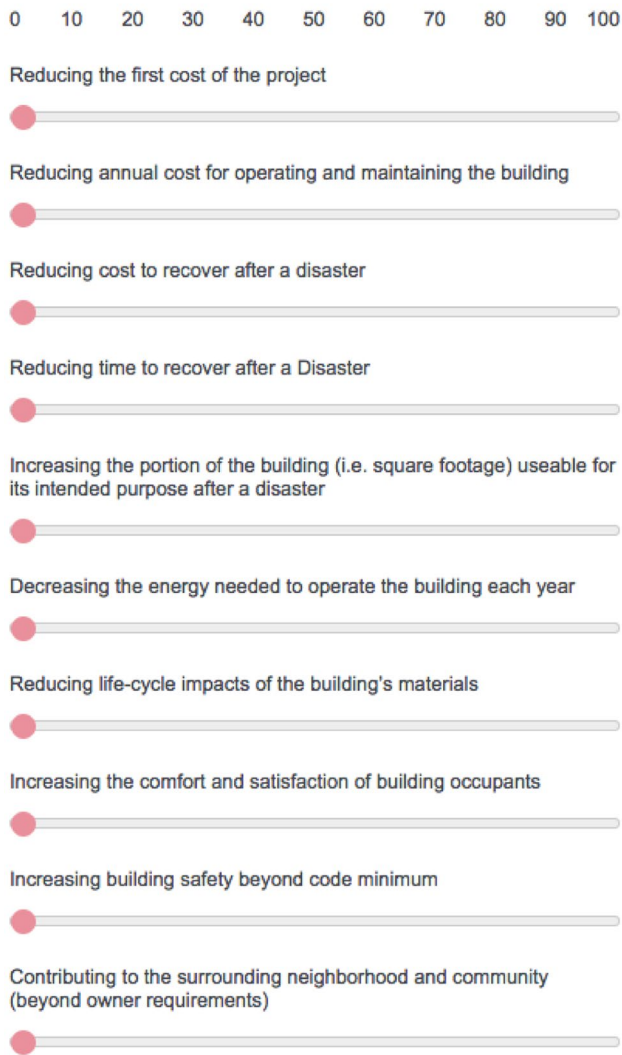 0 10 20 30 40 50 60 70 80 90 100
Reducing the first cost of the project
Reducing annual cost for operating and maintaining the building
Reducing cost to recover after a disaster
Reducing time to recover after a Disaster
Increasing the portion of the building (i.e. square footage) useable for
its intended purpose after a disaster
Decreasing the energy needed to operate the building each year
Reducing life-cycle impacts of the building's materials
Increasing the comfort and satisfaction of building occupants
Increasing building safety beyond code minimum
Contributing to the surrounding neighborhood and community
(beyond owner requirements)